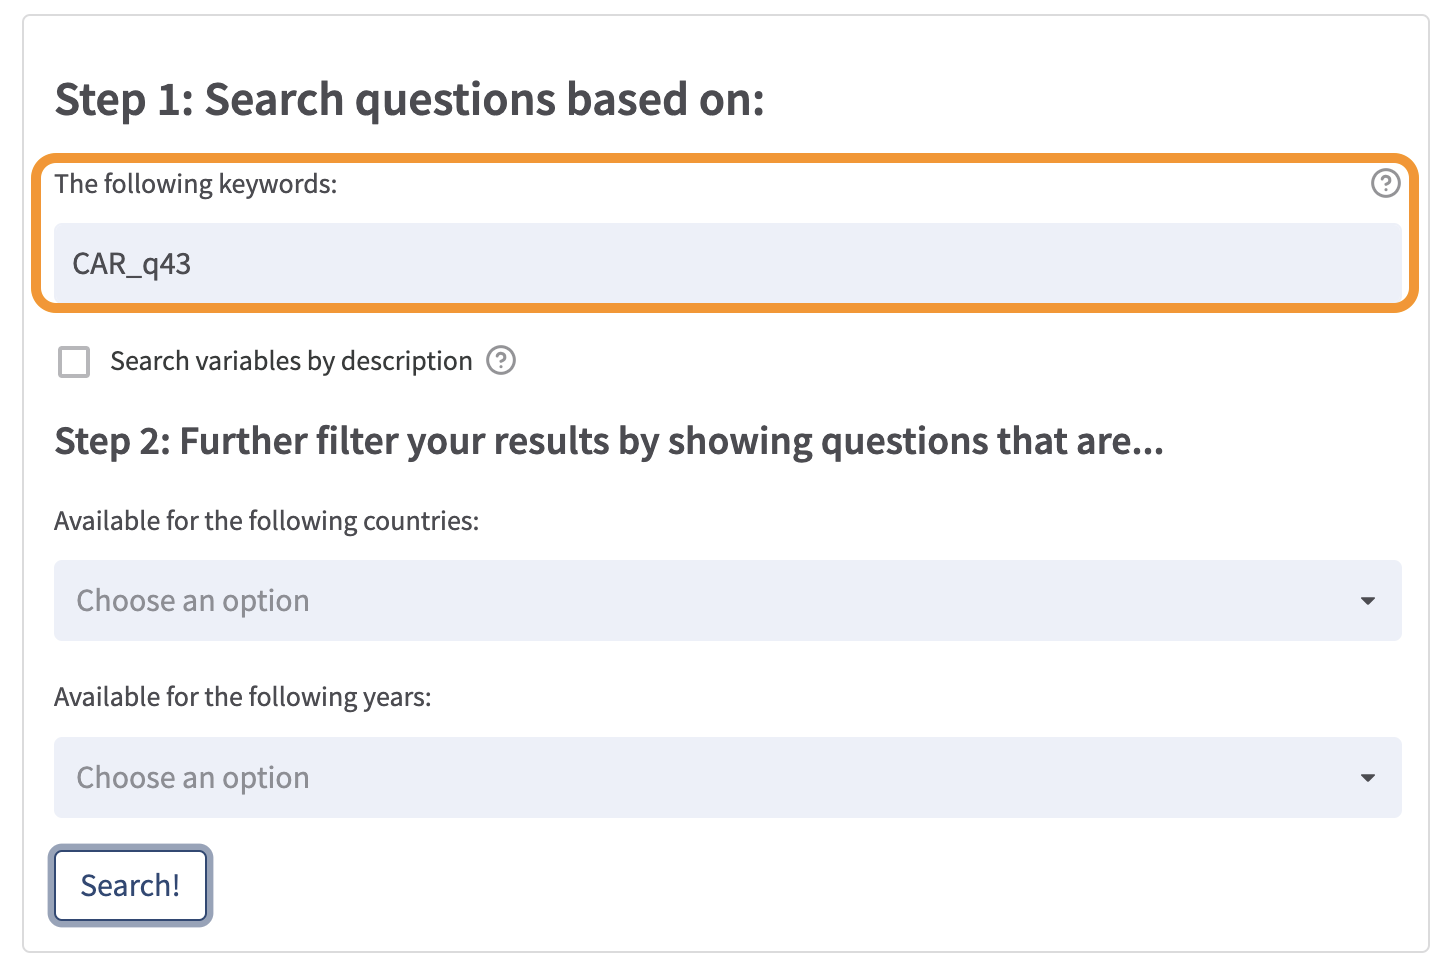 Step 1: Search questions based on:
The following keywords:
?
CAR_q43
Search variables by description ?
Step 2: Further filter your results by showing questions that are...
Available for the following countries:
Choose an option
Available for the following years:
Choose an option
Search!